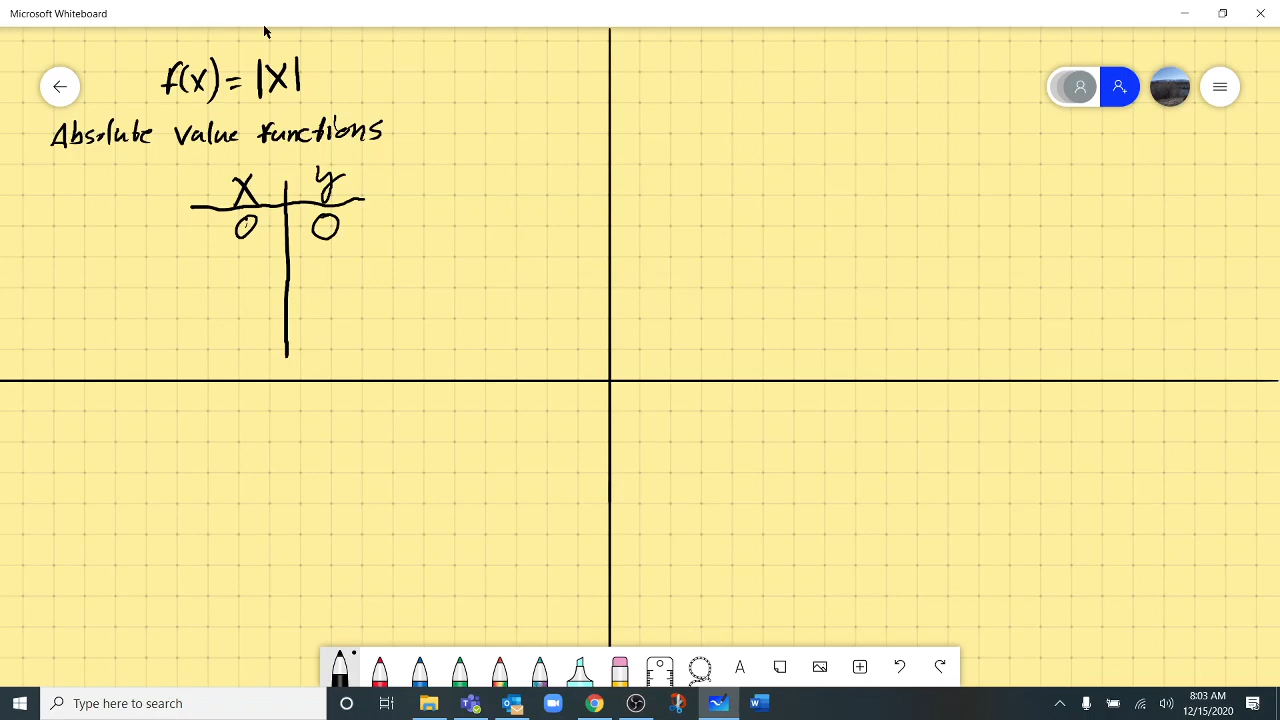 Microsoft Whiteboard
f(x) = |X|
Absolute Value functions
X y
0 0
A
Type here to search
8:03 AM
12/15/2020